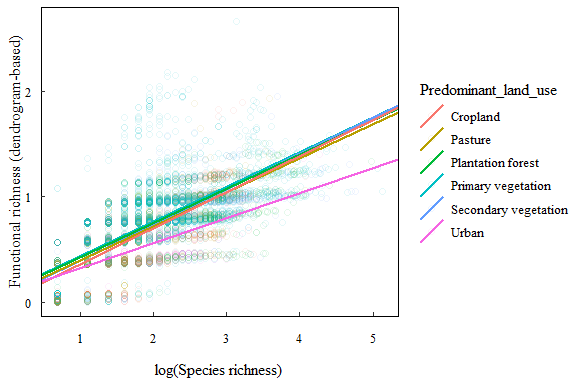 Functional richness (dendrogram-based)
2
1
0
1
2
3
4
5
log(Species richness)
Predominant_land_use
Cropland
Pasture
Plantation forest
Primary vegetation
Secondary vegetation
Urban